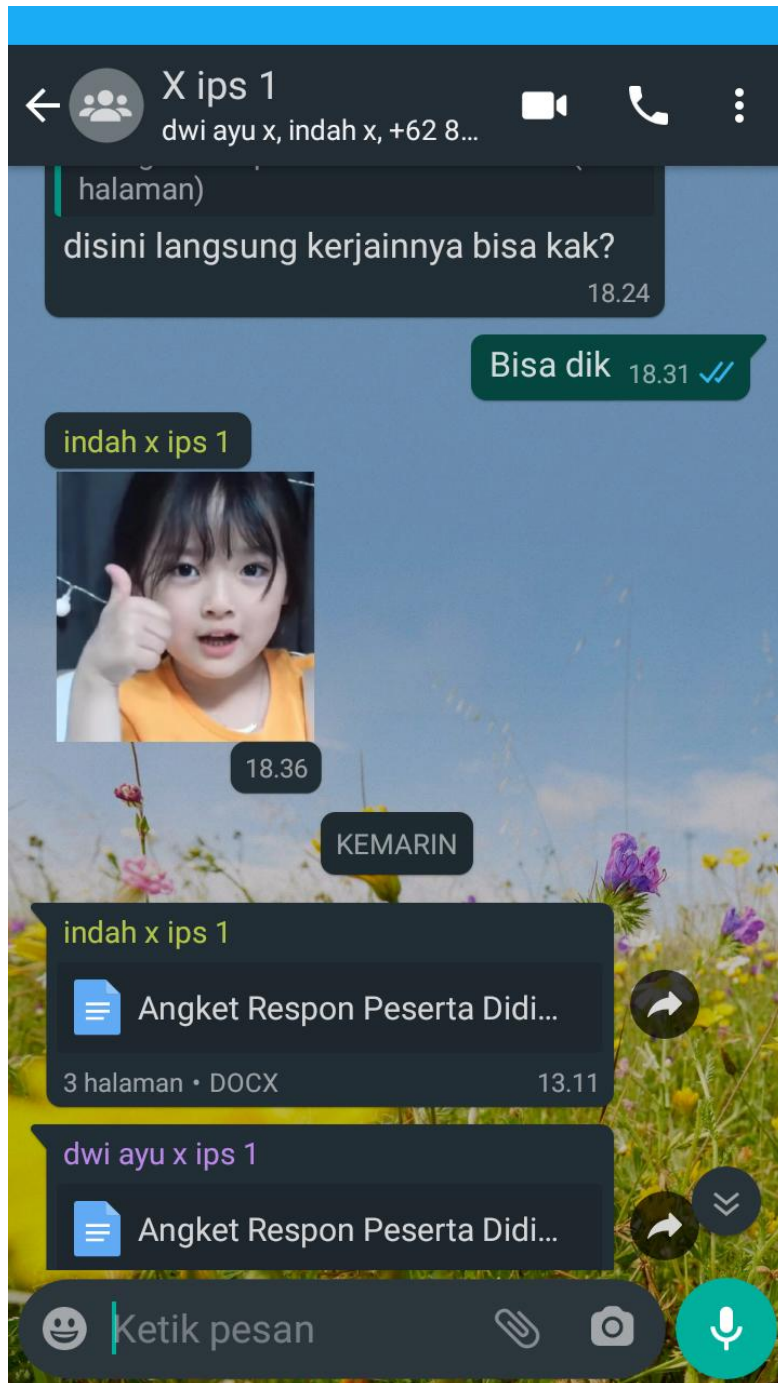 X ips 1
dwi ayu x, indah x, +62 8...
halaman)
disini langsung kerjainnya bisa kak?
18.24
Bisa dik 18.31
indah x ips 1
18.36
KEMARIN
indah x ips 1
Angket Respon Peserta Didi...
3 halaman • DOCX 13.11
dwi ayu x ips 1
Angket Respon Peserta Didi...
Ketik pesan